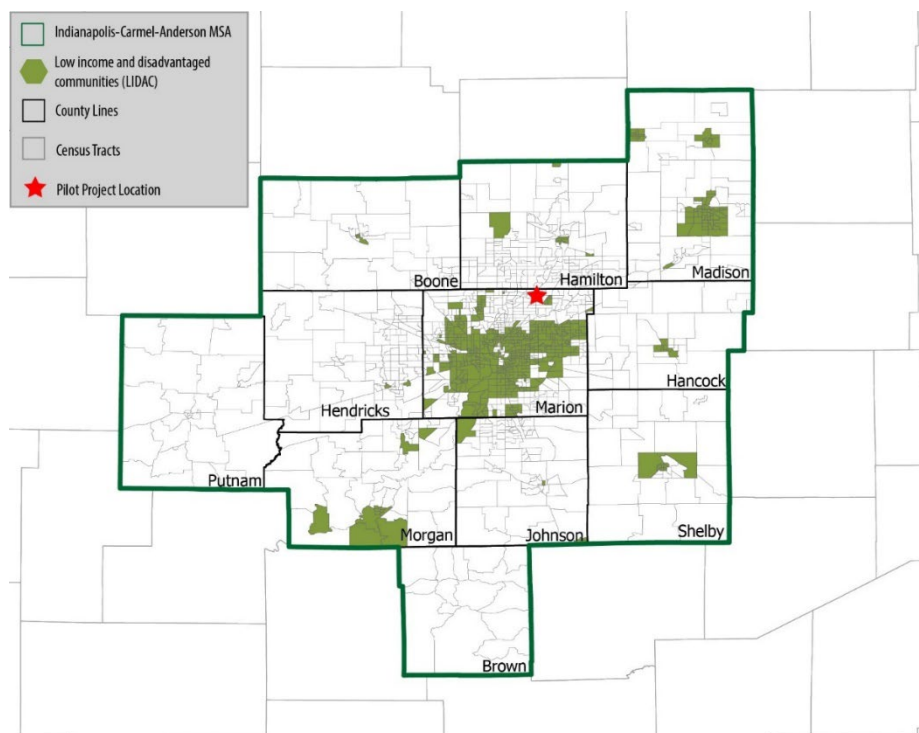 Indianapolis-Carmel-Anderson MSA
Low income and disadvantaged
communities (LIDAC)
County Lines
Census Tracts
Pilot Project Location
Boone
Hamilton
Madison
Hendricks
Marion
Hancock
Putnam
Morgan
Johnson
Shelby
Brown